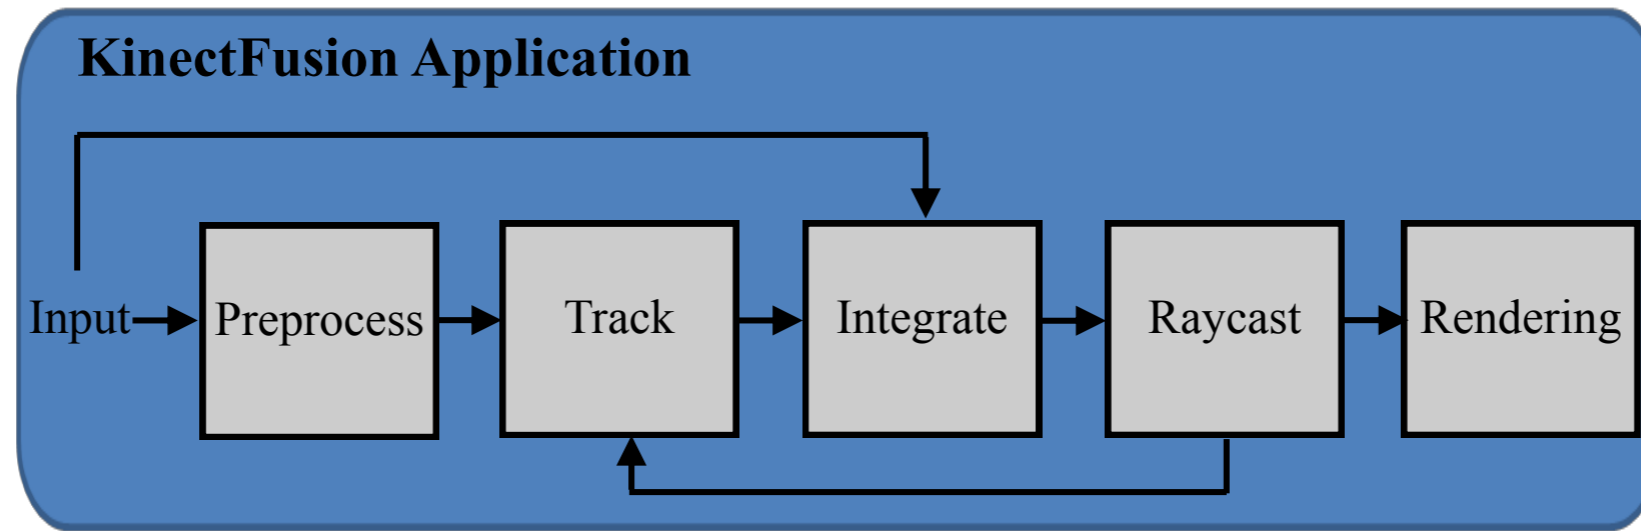 KinectFusion Application
Input
Preprocess
Track
Integrate
Raycast
Rendering